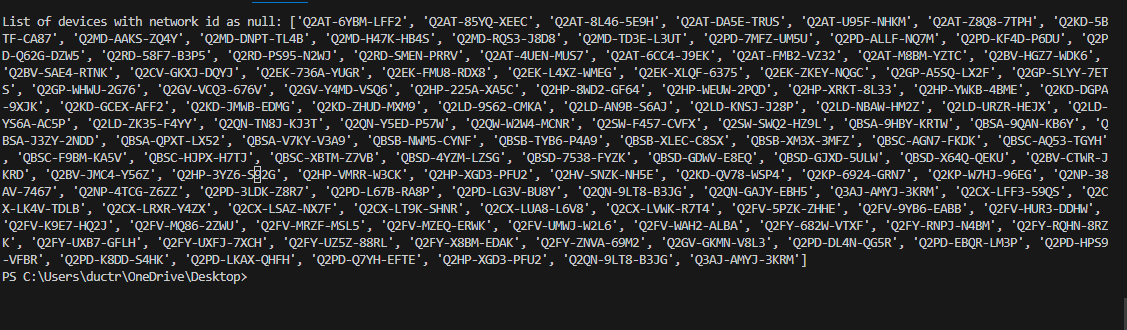 List of devices with network id as null: ['Q2AT-6YBM-LFF2', 'Q2AT-85YQ-XEEC', 'Q2AT-8L46-5E9H', 'Q2AT-DA5E-TRUS', 'Q2AT-U95F-NHKM', 'Q2AT-Z8Q8-7TPH', 'Q2KD-5B
TF-CA87', 'Q2MD-AAKS-ZQ4Y', 'Q2MD-DNPT-TL4B', 'Q2MD-H47K-HB4S', 'Q2MD-RQS3-J8D8', 'Q2MD-TD3E-L3UT', 'Q2PD-7MFZ-UM5U', 'Q2PD-ALLF-NQ7M', 'Q2PD-KF4D-P6DU', 'Q2P
D-Q62G-DZW5', 'Q2RD-58F7-B3P5', 'Q2RD-PS95-N2WJ', 'Q2RD-SMEN-PRRV', 'Q2AT-4UEN-MUS7', 'Q2AT-6CC4-J9EK', 'Q2AT-FMB2-VZ32', 'Q2AT-M8BM-YZTC', 'Q2BV-HGZ7-WDK6',
'Q2BV-SAE4-RTNK', 'Q2CV-GKXJ-DQYJ', 'Q2EK-736A-YUGR', 'Q2EK-FMU8-RDX8', 'Q2EK-L4XZ-WMEG', 'Q2EK-XLQF-6375', 'Q2EK-ZKEY-NQGC', 'Q2GP-A5SQ-LX2F', 'Q2GP-SLYY-7ET
S', 'Q2GP-WHWU-2G76', 'Q2GV-VCQ3-676V', 'Q2GV-Y4MD-VSQ6', 'Q2HP-225A-XA5C', 'Q2HP-8WD2-GF64', 'Q2HP-WEUW-2PQD', 'Q2HP-XRKT-8L33', 'Q2HP-YWKB-4BME', 'Q2KD-DGPA
-9XJK', 'Q2KD-GCEX-AFF2', 'Q2KD-JMWB-EDMG', 'Q2KD-ZHUD-MXM9', 'Q2LD-9S62-CMKA', 'Q2LD-AN9B-S6AJ', 'Q2LD-KNSJ-J28P', 'Q2LD-NBAW-HM2Z', 'Q2LD-URZR-HEJX', 'Q2LD-
YS6A-AC5P', 'Q2LD-ZK35-F4YY', 'Q2QN-TN8J-KJ3T', 'Q2QN-Y5ED-P57W', 'Q2QW-W2W4-MCNR', 'Q2SW-F457-CVFX', 'Q2SW-SWQ2-HZ9L', 'QBSA-9HBY-KRTW', 'QBSA-9QAN-KB6Y', 'Q
BSA-J3ZY-2NDD', 'QBSA-QPXT-LX52', 'QBSA-V7KY-V3A9', 'QBSB-NWM5-CYNF', 'QBSB-TYB6-P4A9', 'QBSB-XLEC-C8SX', 'QBSB-XM3X-3MFZ', 'QBSC-AGN7-FKDK', 'QBSC-AQ53-TGYH'
, 'QBSC-F9BM-KA5V', 'QBSC-HJPX-H7TJ', 'QBSC-XBTM-Z7VB', 'QBSD-4YZM-LZSG', 'QBSD-7538-FYZK', 'QBSD-GDWV-E8EQ', 'QBSD-GJXD-5ULW', 'QBSD-X64Q-QEKU', 'Q2BV-CTWR-J
KRD', 'Q2BV-JMC4-Y56Z', 'Q2HP-3YZ6-S2G', 'Q2HP-VMRR-W3CK', 'Q2HP-XGD3-PFU2', 'Q2HV-SNZK-NH5E', 'Q2KD-QV78-WSP4', 'Q2KP-6924-GRN7', 'Q2KP-W7HJ-96EG', 'Q2NP-38
AV-7467', 'Q2NP-4TCG-Z6ZZ', 'Q2PD-3LDK-Z8R7', 'Q2PD-L67B-RA8P', 'Q2PD-LG3V-BU8Y', 'Q2QN-9LT8-B3JG', 'Q2QN-GAJY-EBH5', 'Q3AJ-AMYJ-3KRM', 'Q2CX-LFF3-59QS', 'Q2C
X-LK4V-TDLB', 'Q2CX-LRXR-Y4ZX', 'Q2CX-LSAZ-NX7F', 'Q2CX-LT9K-SHNR', 'Q2CX-LUA8-L6V8', 'Q2CX-LVWK-R7T4', 'Q2FV-5PZK-ZHHE', 'Q2FV-9YB6-EABB', 'Q2FV-HUR3-DDHW',
'Q2FV-K9E7-HQ2J', 'Q2FV-MQ86-2ZWU', 'Q2FV-MRZF-MSL5', 'Q2FV-MZEQ-ERWK', 'Q2FV-UMWJ-W2L6', 'Q2FV-WAH2-ALBA', 'Q2FY-682W-VTXF', 'Q2FY-RNPJ-N4BM', 'Q2FY-RQHN-8RZ
K', 'Q2FY-UXB7-GFLH', 'Q2FY-UXFJ-7XCH', 'Q2FY-UZ5Z-88RL', 'Q2FY-X8BM-EDAK', 'Q2FY-ZNVA-69M2', 'Q2GV-GKMN-V8L3', 'Q2PD-DL4N-QG5R', 'Q2PD-EBQR-LM3P', 'Q2PD-HPS9
-VFBR', 'Q2PD-K8DD-S4HK', 'Q2PD-LKAX-QHFH', 'Q2PD-Q7YH-EFTE', 'Q2HP-XGD3-PFU2', 'Q2QN-9LT8-B3JG', 'Q3AJ-AMYJ-3KRM']
PS C:\Users\ductr\OneDrive\Desktop>